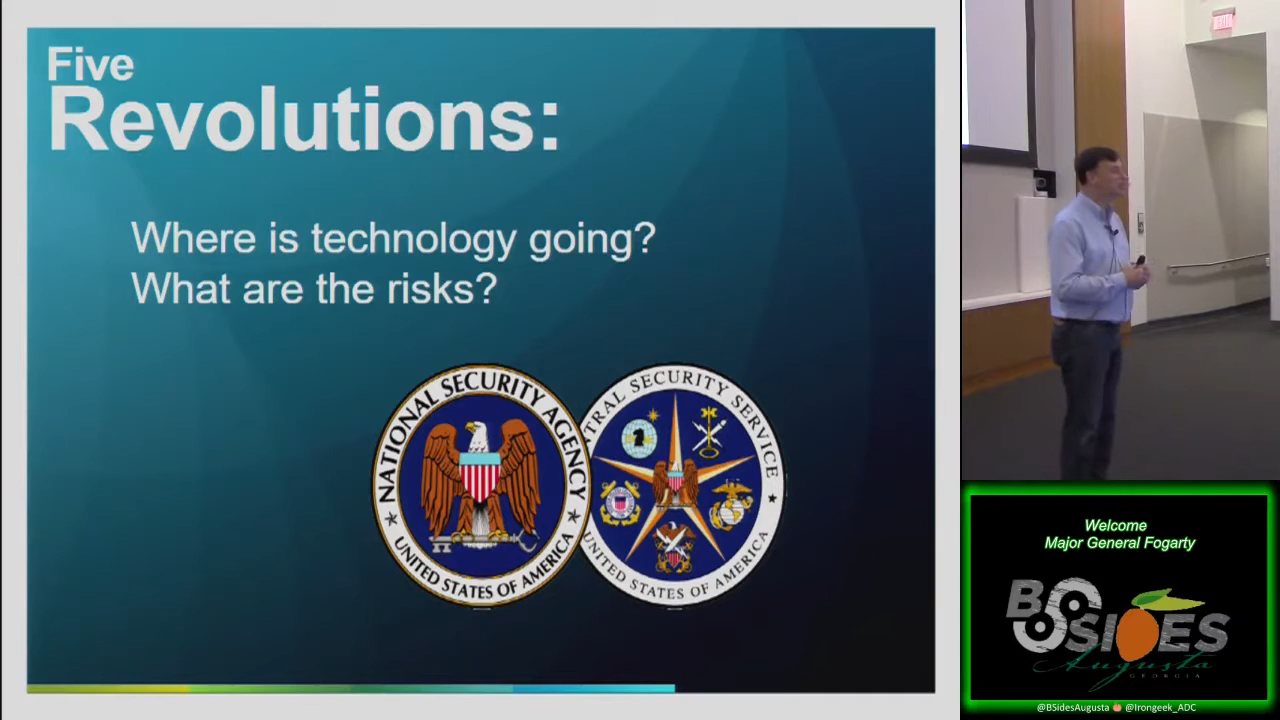 Five
Revolutions:
Where is technology going?
What are the risks?
NATIONAL SECURITY AGENCY
UNITED STATES OF AMERICA
TRAL SECURITY SERVICE
UNITED STATES OF AMERICA
Welcome
Major General Fogarty
BSIDES
Augusta
GEORGIA
@BSidesAugusta @Irongeek_ADC